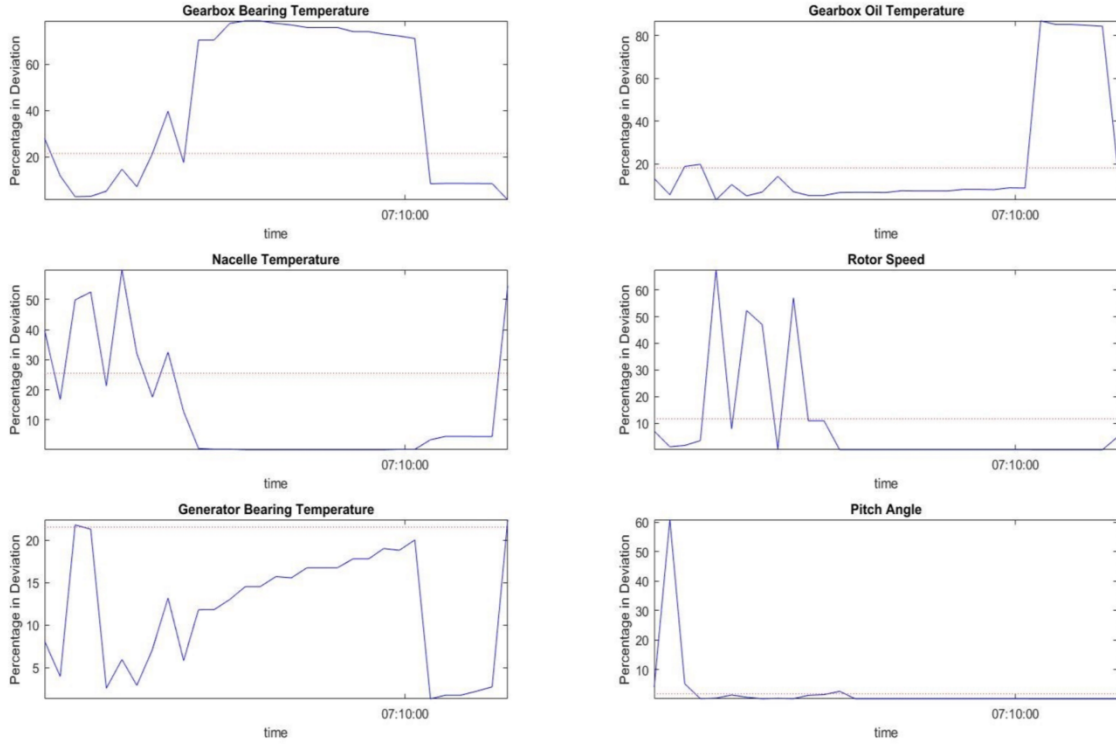 Gearbox Bearing Temperature
Percentage in Deviation
60
40
20
07:10:00
time
Gearbox Oil Temperature
Percentage in Deviation
80
60
40
20
07:10:00
time
Nacelle Temperature
Percentage in Deviation
50
40
30
20
10
07:10:00
time
Rotor Speed
Percentage in Deviation
60
50
40
30
20
10
07:10:00
time
Generator Bearing Temperature
Percentage in Deviation
20
15
10
5
07:10:00
time
Pitch Angle
Percentage in Deviation
60
50
40
30
20
10
07:10:00
time